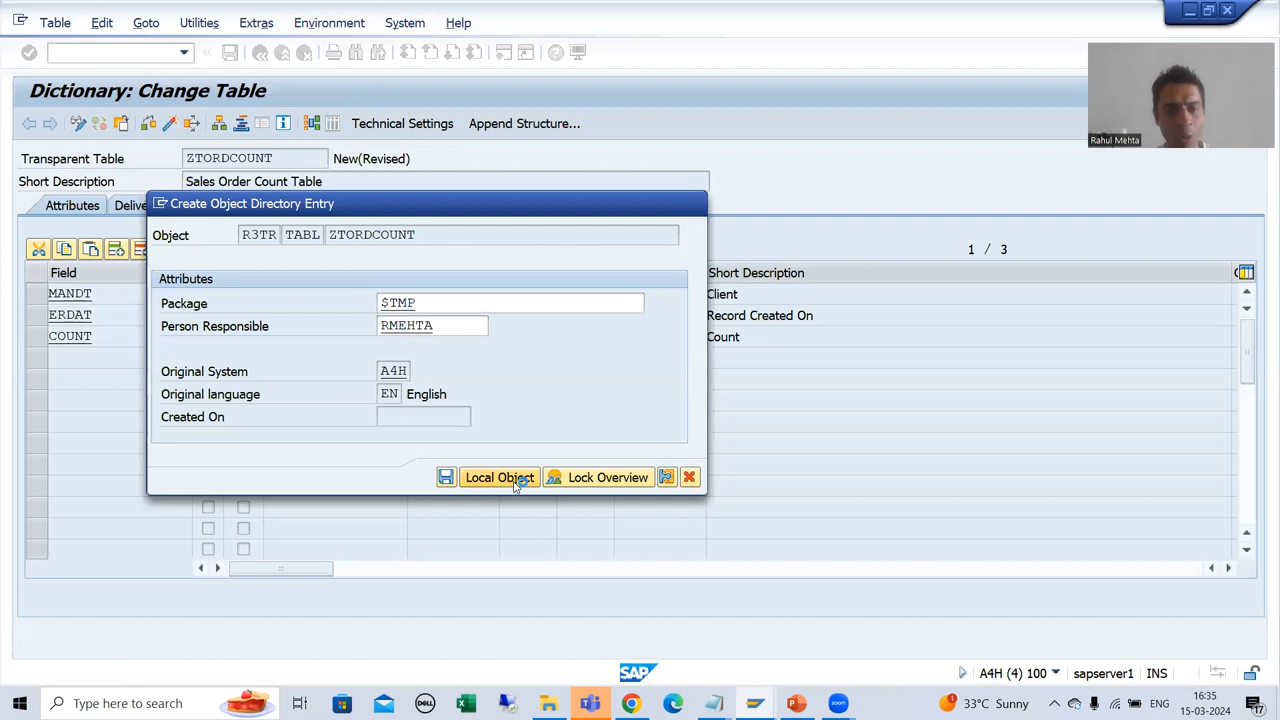 Table Edit Goto Utilities Extras Environment System Help
Dictionary: Change Table
Technical Settings Append Structure...
Rahul Mehta
Transparent Table ZTORDCOUNT New(Revised)
Short Description Sales Order Count Table
Attributes Delive
Create Object Directory Entry
Object R3TR TABL ZTORDCOUNT
1 / 3
Attributes
Field Short Description
MANDT Client
Package $TMP
ERDAT Record Created On
Person Responsible RMEHTA
COUNT Count
Original System A4H
Original language EN English
Created On
Local Object Lock Overview
SAP
A4H (4) 100 sapserver1 INS
Type here to search
DELL
33°C Sunny
ENG
16:35
15-03-2024
17